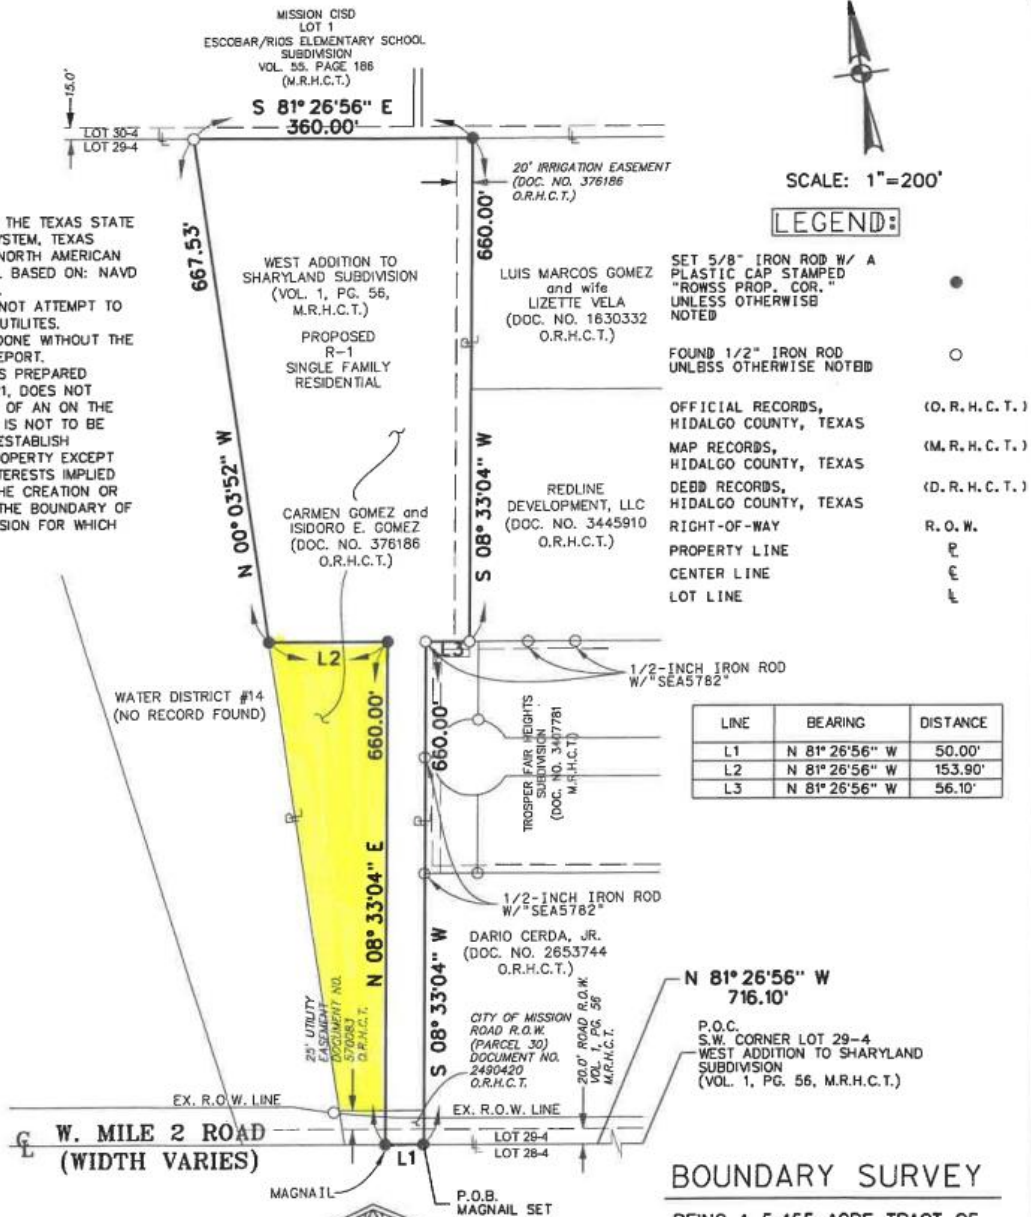 MISSION CISD
LOT 1
ESCOBAR/RIOS ELEMENTARY SCHOOL
SUBDIVISION
VOL. 55. PAGE 186
(M.R.H.C.T.)
15.0'
S 81° 26'56" E
360.00'
LOT 30-4
LOT 29-4
20' IRRIGATION EASEMENT
(DOC. NO. 376186
O.R.H.C.T.)
SCALE: 1"=200'
LEGEND:
SET 5/8" IRON ROD W/ A
PLASTIC CAP STAMPED
"ROWSS PROP. COR."
UNLESS OTHERWISE
NOTED
FOUND 1/2" IRON ROD
UNLESS OTHERWISE NOTED
OFFICIAL RECORDS,
HIDALGO COUNTY, TEXAS
(O.R.H.C.T.)
MAP RECORDS,
HIDALGO COUNTY, TEXAS
(M.R.H.C.T.)
DEED RECORDS,
HIDALGO COUNTY, TEXAS
(D.R.H.C.T.)
RIGHT-OF-WAY R.O.W.
PROPERTY LINE
CENTER LINE
LOT LINE
THE TEXAS STATE
YSTEM, TEXAS
NORTH AMERICAN
BASED ON: NAVD
NOT ATTEMPT TO
UTILITES.
DONE WITHOUT THE
EPORT.
S PREPARED
1, DOES NOT
OF AN ON THE
IS NOT TO BE
ESTABLISH
OPERTY EXCEPT
TERESTS IMPLIED
HE CREATION OR
THE BOUNDARY OF
SION FOR WHICH
667.53'
N 00° 03'52" W
WEST ADDITION TO
SHARYLAND SUBDIVISION
(VOL. 1, PG. 56,
M.R.H.C.T.)
PROPOSED
R-1
SINGLE FAMILY
RESIDENTIAL
660.00'
S 08° 33'04" W
LUIS MARCOS GOMEZ
and wife
LIZETTE VELA
(DOC. NO. 1630332
O.R.H.C.T.)
CARMEN GOMEZ and
ISIDORO E. GOMEZ
(DOC. NO. 376186
O.R.H.C.T.)
REDLINE
DEVELOPMENT, LLC
(DOC. NO. 3445910
O.R.H.C.T.)
L2
L3
1/2-INCH IRON ROD
W/"SEA5782"
WATER DISTRICT #14
(NO RECORD FOUND)
660.00'
N 08° 33'04" E
660.00'
S 08° 33'04" W
TROSPER FAIR HEIGHTS
SUBDIVISION
(DOC. NO. 3407781
M.R.H.C.T.)
LINE BEARING DISTANCE
L1 N 81° 26'56" W 50.00'
L2 N 81° 26'56" W 153.90'
L3 N 81° 26'56" W 56.10'
1/2-INCH IRON ROD
W/"SEA5782"
DARIO CERDA, JR.
(DOC. NO. 2653744
O.R.H.C.T.)
25' UTILITY
EASEMENT
DOCUMENT NO.
570083
O.R.H.C.T.
CITY OF MISSION
ROAD R.O.W.
(PARCEL 30)
DOCUMENT NO.
2490420
O.R.H.C.T.
20.0' ROAD R.O.W.
VOL. 1, PG. 56
M.R.H.C.T.
N 81° 26'56" W
716.10'
P.O.C.
S.W. CORNER LOT 29-4
WEST ADDITION TO SHARYLAND
SUBDIVISION
(VOL. 1, PG. 56, M.R.H.C.T.)
EX. R.O.W. LINE
EX. R.O.W. LINE
W. MILE 2 ROAD
(WIDTH VARIES)
LOT 29-4
LOT 28-4
L1
MAGNAIL
P.O.B.
MAGNAIL SET
BOUNDARY SURVEY
BEING A 5.455 ACRE TRACT OF